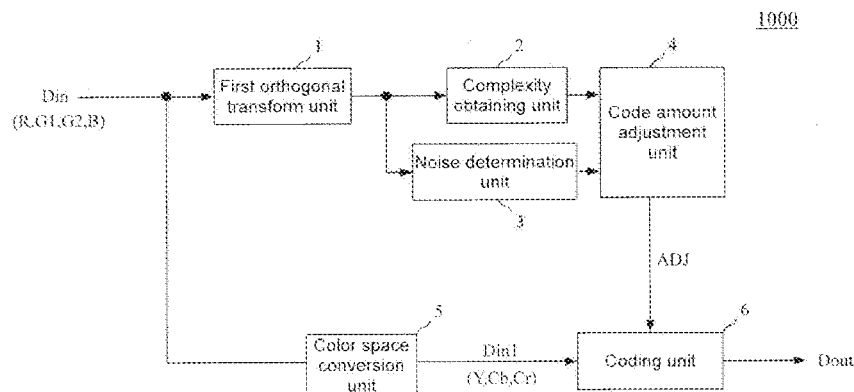 1000
1
2
4
Din
(R,G1,G2,B)
First orthogonal
transform unit
Complexity
obtaining unit
Code amount
adjustment
unit
Noise determination
unit
3
ADJ
5
6
Color space
conversion
unit
Din1
(Y,Cb,Cr)
Coding unit
Dout